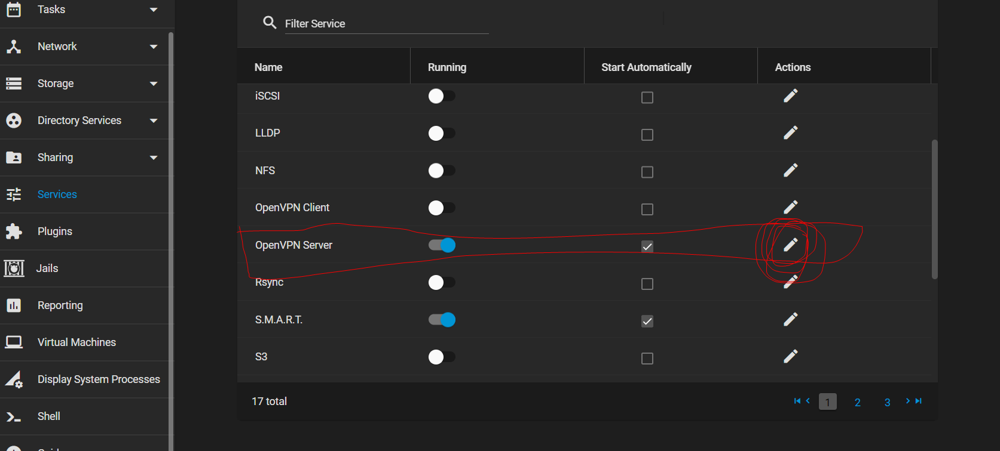 Tasks
Network
Storage
Directory Services
Sharing
Services
Plugins
Jails
Reporting
Virtual Machines
Display System Processes
Shell
Filter Service
Name Running Start Automatically Actions
iSCSI
LLDP
NFS
OpenVPN Client
OpenVPN Server
Rsync
S.M.A.R.T.
S3
17 total
1 2 3